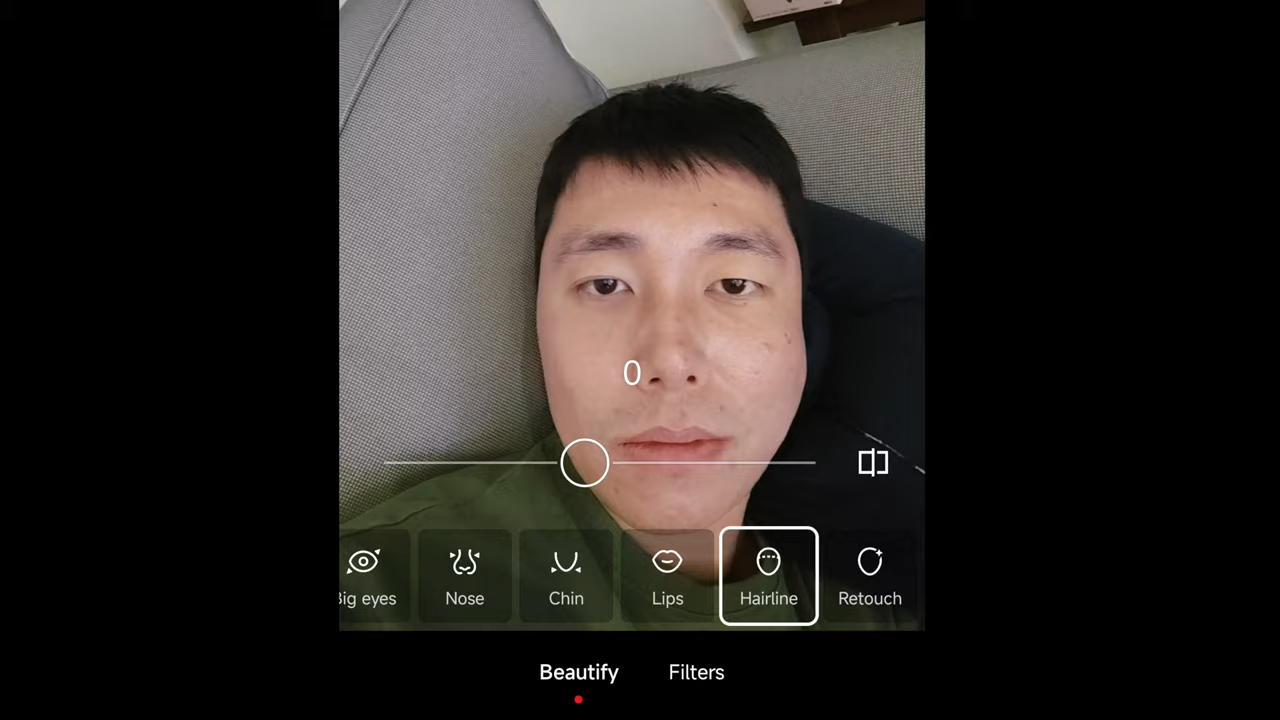 0
Big eyes
Nose
Chin
Lips
Hairline
Retouch
Beautify
Filters